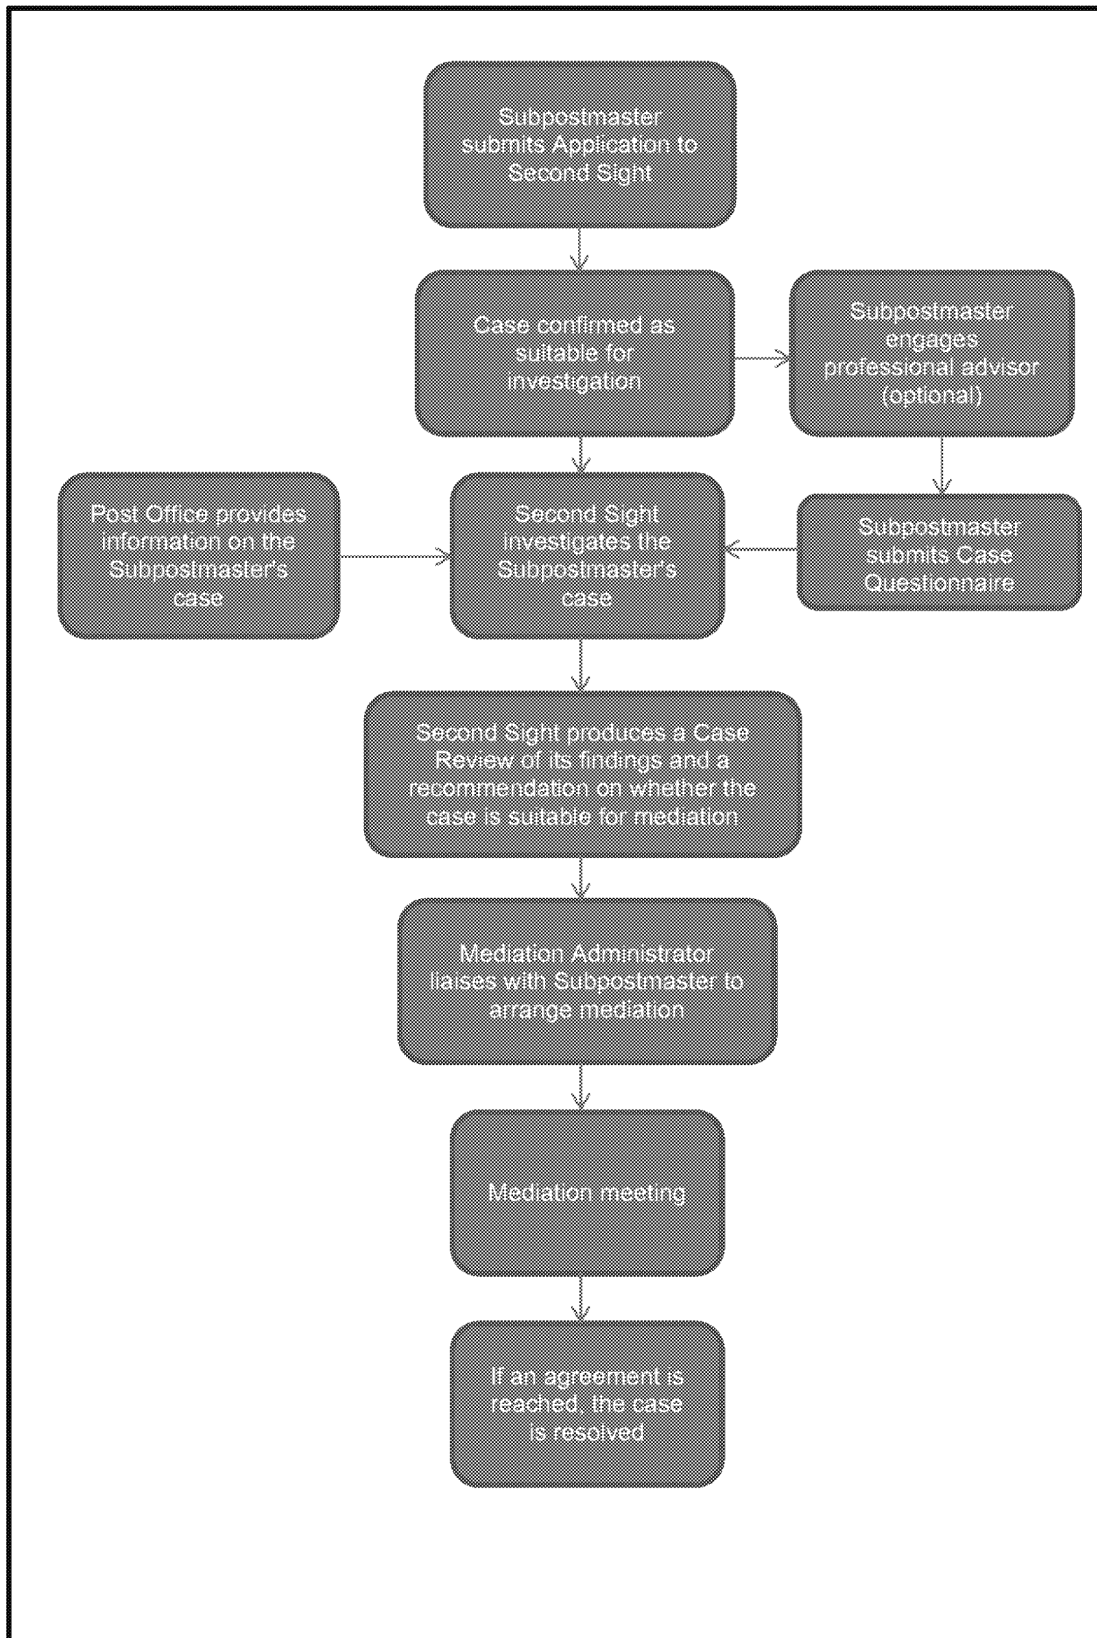 Subpostmaster
submits Application to
Second Sight
Case confirmed as
suitable for
investigation
Subpostmaster
engages
professional advisor
(optional)
Post Office provides
information on the
Subpostmaster's
case
Second Sight
investigates the
Subpostmaster's
case
Subpostmaster
submits Case
Questionnaire
Second Sight produces a Case
Review of its findings and a
recommendation on whether the
case is suitable for mediation
Mediation Administrator
liaises with Subpostmaster to
arrange mediation
Mediation meeting
If an agreement is
reached, the case
is resolved